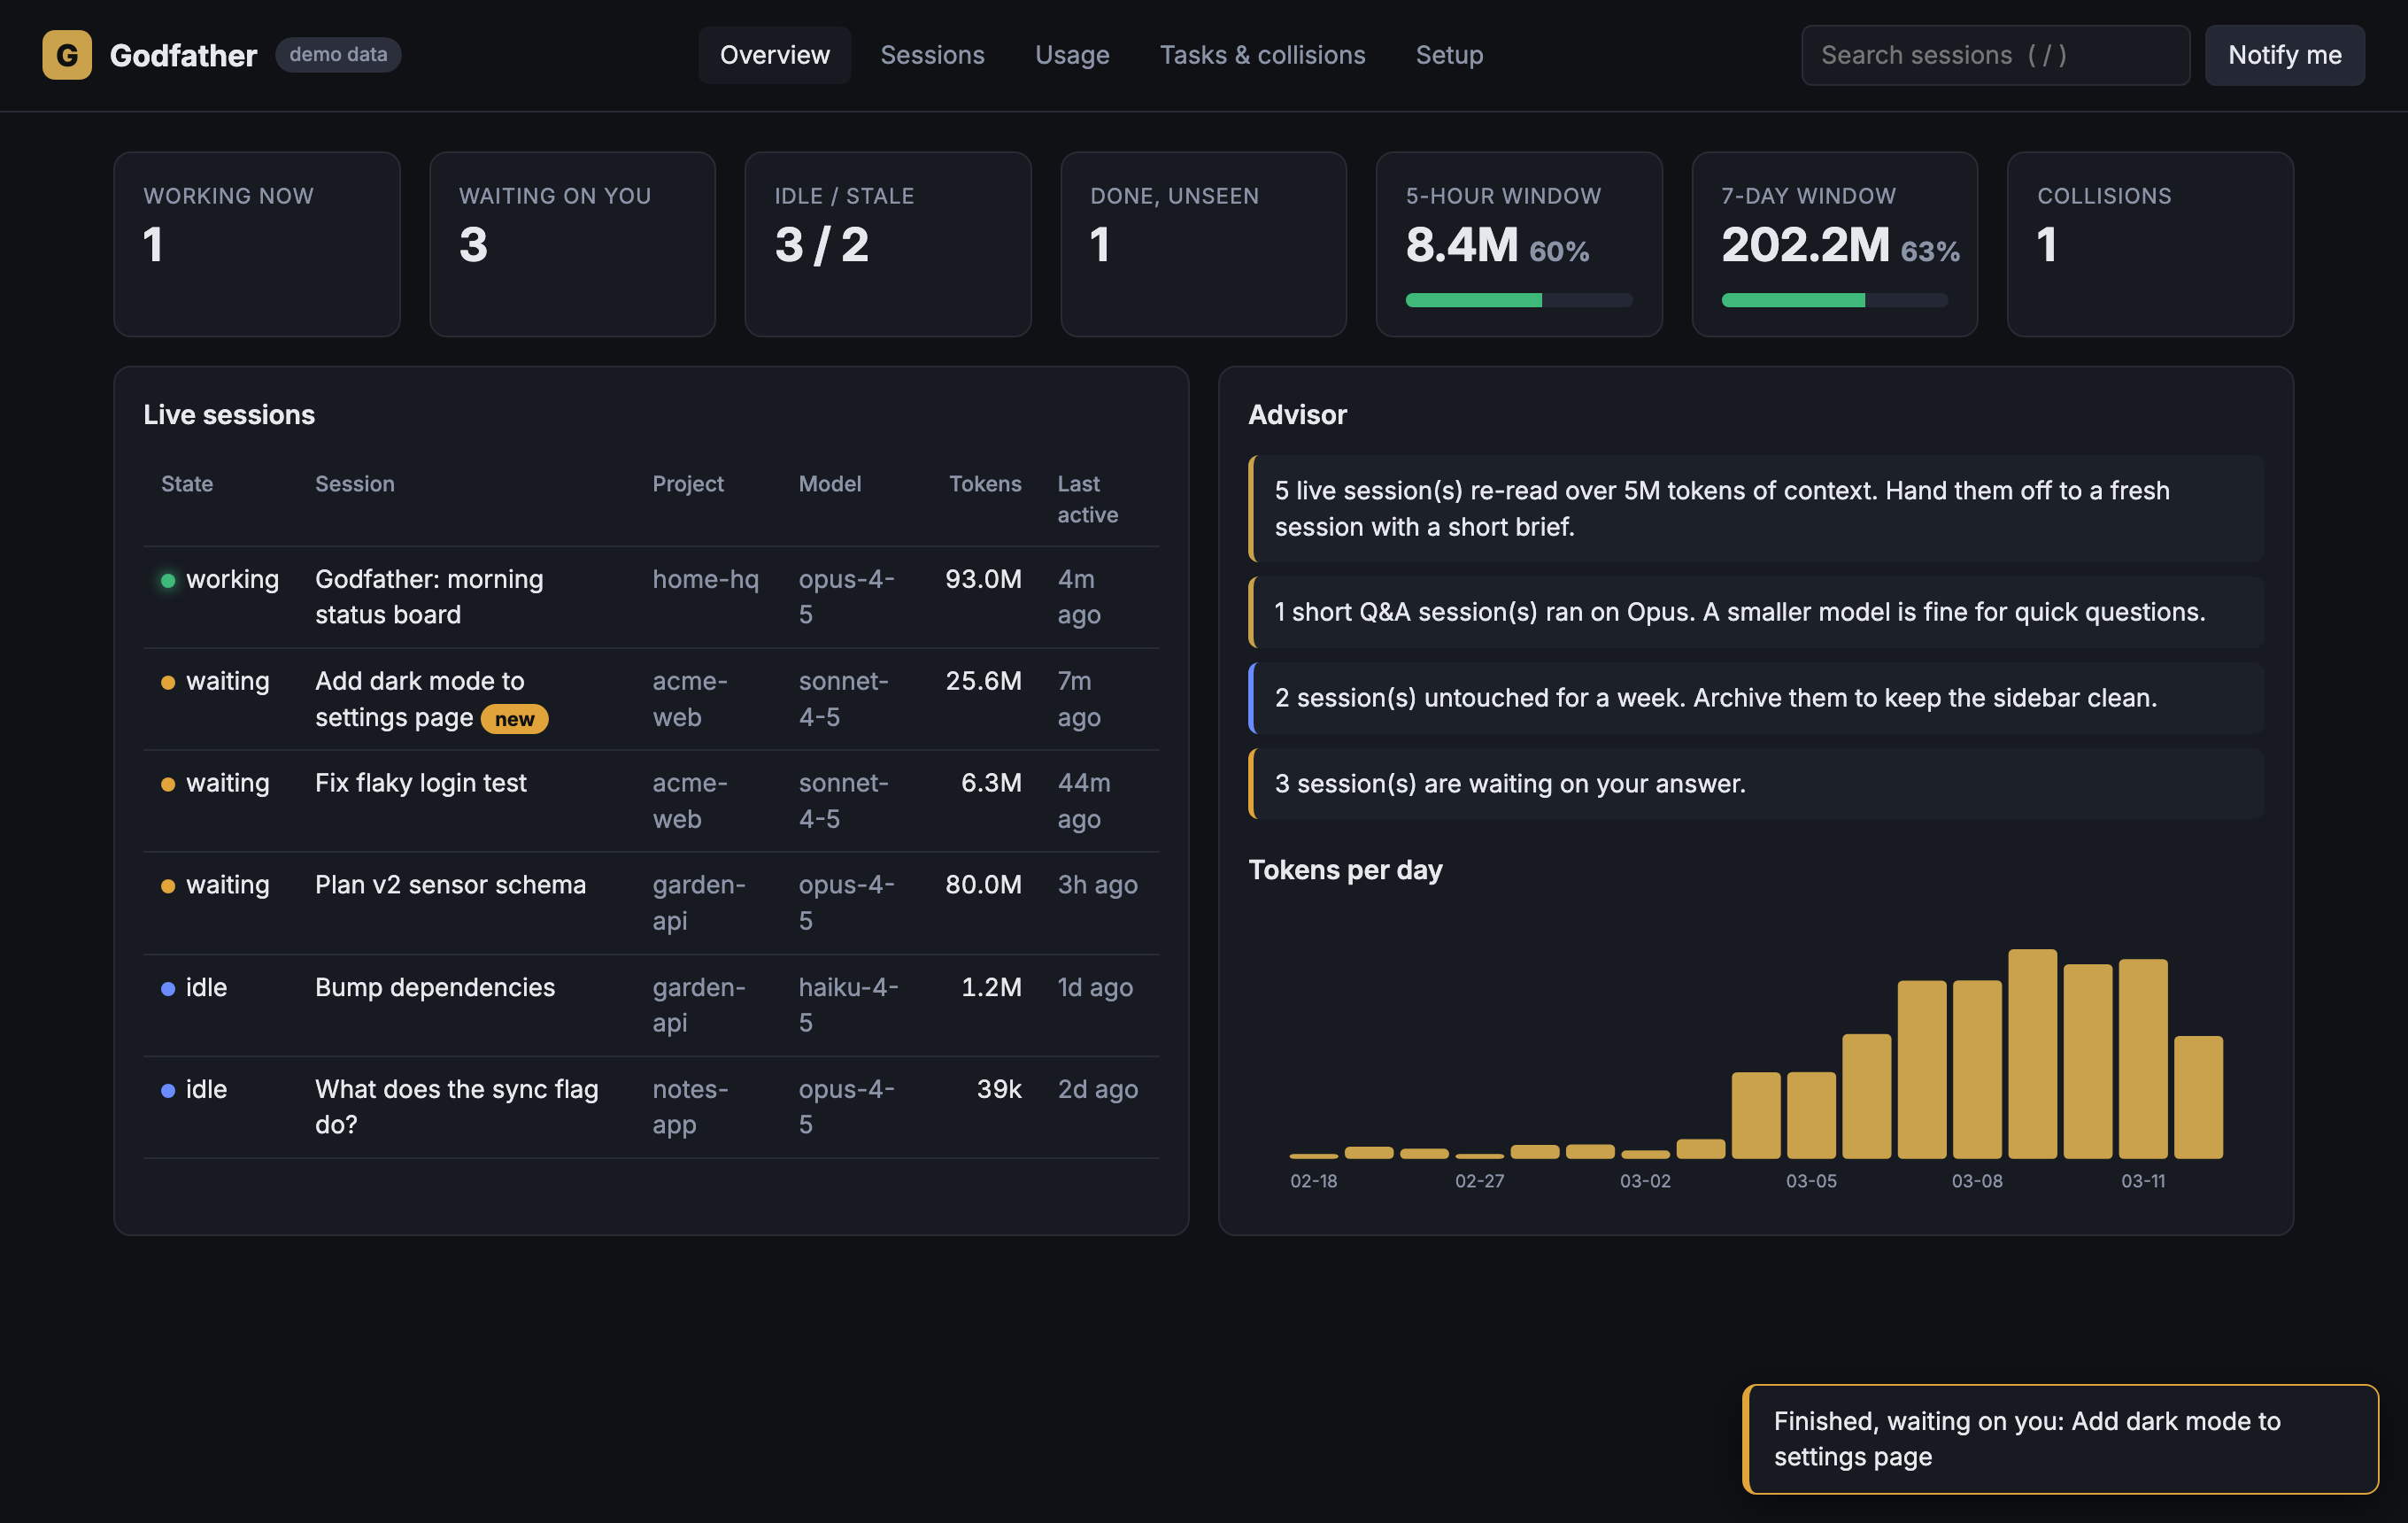 G Godfather demo data Overview Sessions Usage Tasks & collisions Setup Search sessions ( / ) Notify me
WORKING NOW
1
WAITING ON YOU
3
IDLE / STALE
3 / 2
DONE, UNSEEN
1
5-HOUR WINDOW
8.4M 60%
7-DAY WINDOW
202.2M 63%
COLLISIONS
1
Live sessions
State Session Project Model Tokens Last
active
working Godfather: morning home-hq opus-4- 93.0M 4m
status board 5 ago
waiting Add dark mode to acme- sonnet- 25.6M 7m
settings page new web 4-5 ago
waiting Fix flaky login test acme- sonnet- 6.3M 44m
web 4-5 ago
waiting Plan v2 sensor schema garden- opus-4- 80.0M 3h ago
api 5
idle Bump dependencies garden- haiku-4- 1.2M 1d ago
api 5
idle What does the sync flag notes- opus-4- 39k 2d ago
do? app 5
Advisor
5 live session(s) re-read over 5M tokens of context. Hand them off to a fresh
session with a short brief.
1 short Q&A session(s) ran on Opus. A smaller model is fine for quick questions.
2 session(s) untouched for a week. Archive them to keep the sidebar clean.
3 session(s) are waiting on your answer.
Tokens per day
02-18 02-27 03-02 03-05 03-08 03-11
Finished, waiting on you: Add dark mode to
settings page